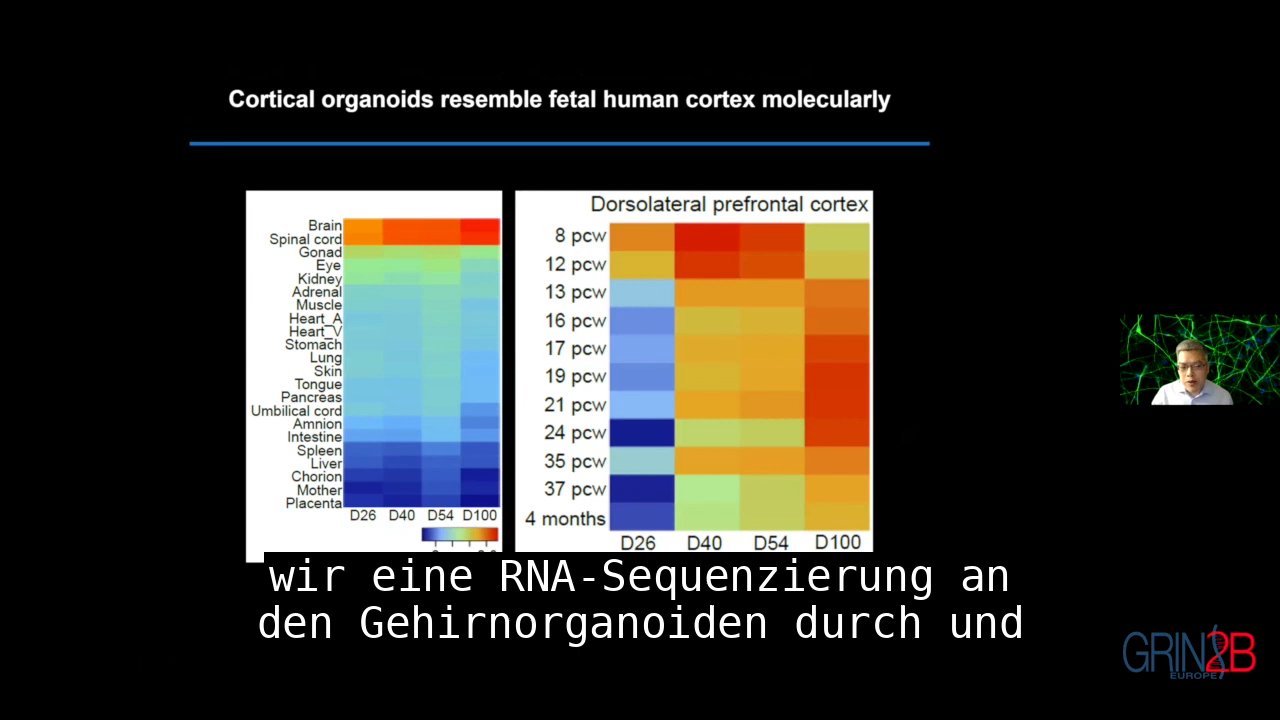 Cortical organoids resemble fetal human cortex molecularly
Brain
Spinal cord
Gonad
Eye
Kidney
Adrenal
Muscle
Heart_A
Heart_V
Stomach
Lung
Skin
Tongue
Pancreas
Umbilical cord
Amnion
Intestine
Spleen
Liver
Chorion
Mother
Placenta
D26 D40 D54 D100
Dorsolateral prefrontal cortex
8 pcw
12 pcw
13 pcw
16 pcw
17 pcw
19 pcw
21 pcw
24 pcw
35 pcw
37 pcw
4 months
D26 D40 D54 D100
wir eine RNA-Sequenzierung an
den Gehirnorganoiden durch und
GRIN2B
EUROPE